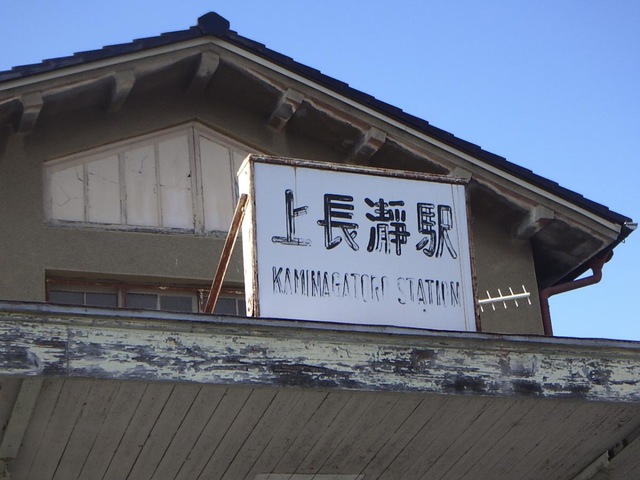 上長瀞駅
KAMINAGATORO STATION